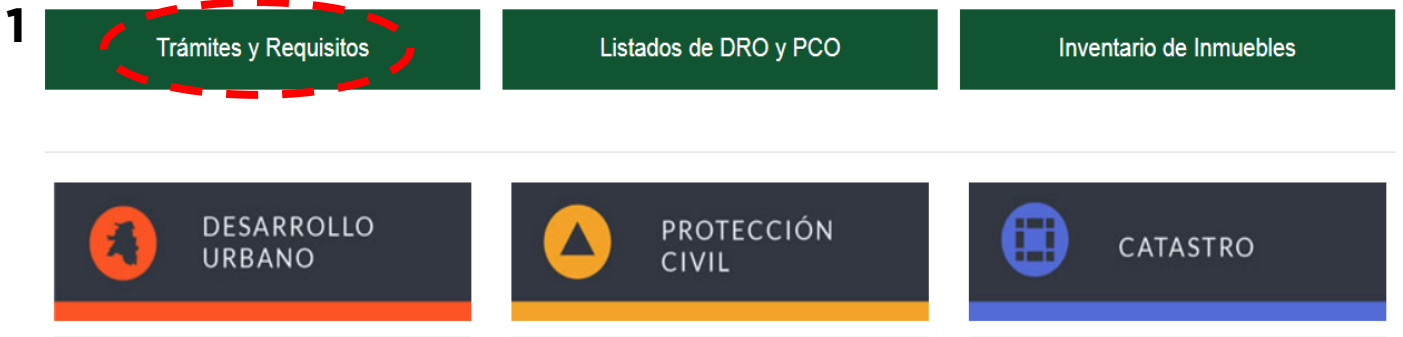 1
Trámites y Requisitos
Listados de DRO y PCO
Inventario de Inmuebles
DESARROLLO
URBANO
PROTECCIÓN
CIVIL
CATASTRO